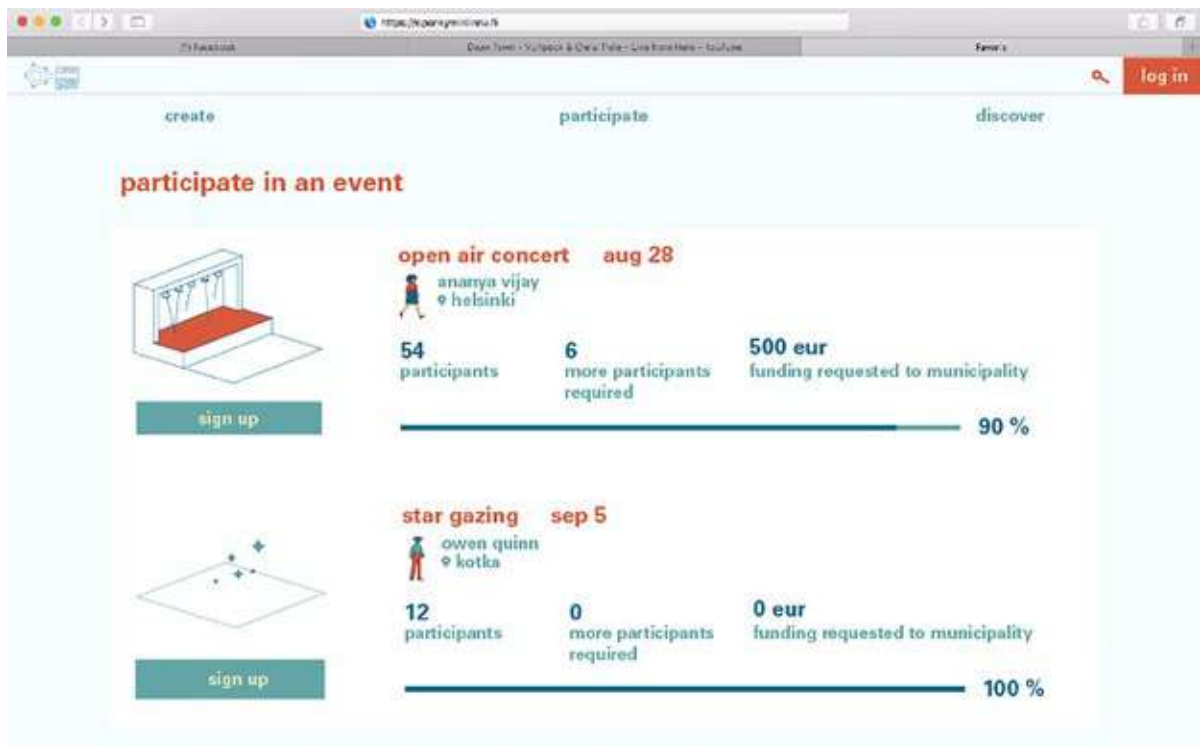 Facebook
YouTube
log in
create
participate
discover
participate in an event
open air concert aug 28
ananya vijay
helsinki
54
participants
6
more participants
required
500 eur
funding requested to municipality
sign up
90 %
star gazing sep 5
owen quinn
kotka
12
participants
0
more participants
required
0 eur
funding requested to municipality
sign up
100 %